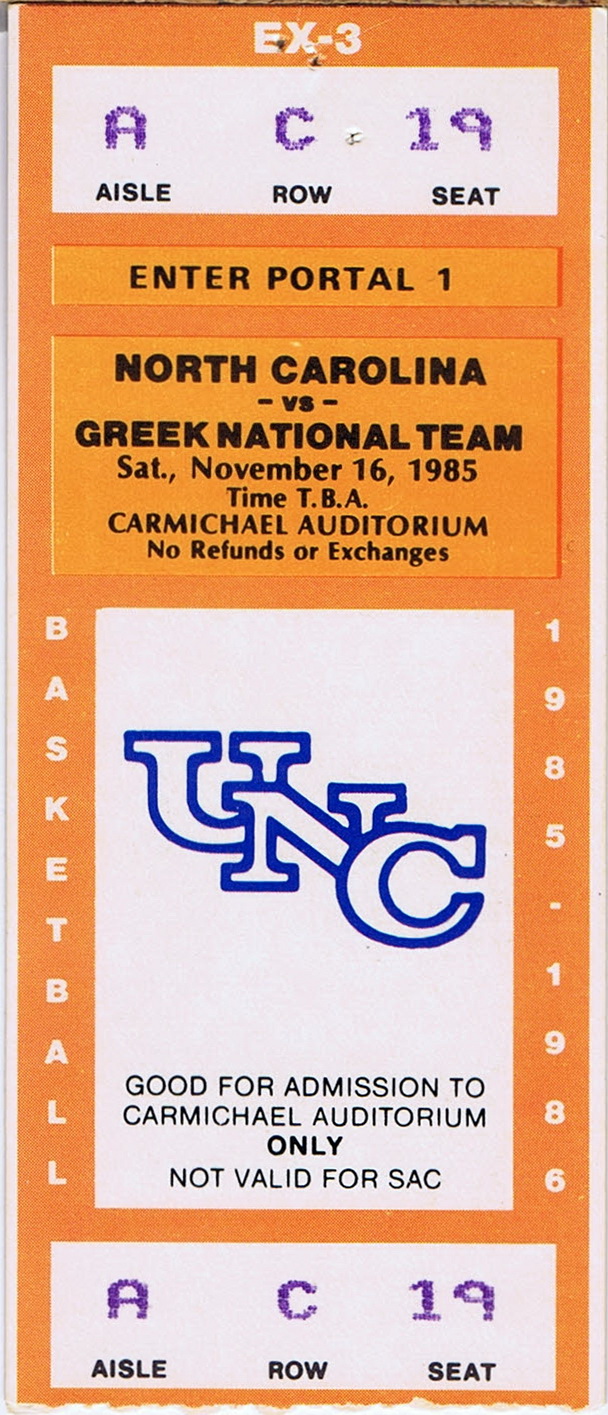 EX-3
A C 19
AISLE ROW SEAT
ENTER PORTAL 1
NORTH CAROLINA
- vs -
GREEK NATIONAL TEAM
Sat., November 16, 1985
Time T.B.A.
CARMICHAEL AUDITORIUM
No Refunds or Exchanges
BASKETBALL
1985-1986
UNC
GOOD FOR ADMISSION TO
CARMICHAEL AUDITORIUM
ONLY
NOT VALID FOR SAC
A C 19
AISLE ROW SEAT